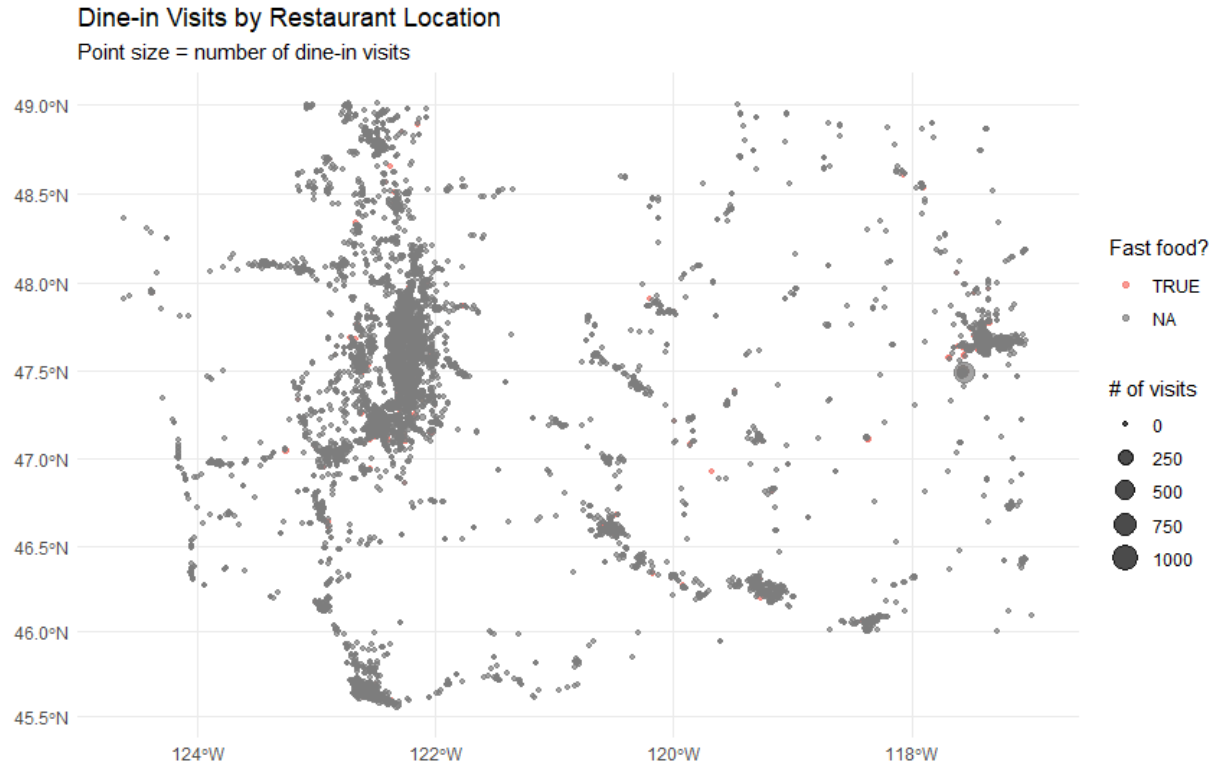 Dine-in Visits by Restaurant Location
Point size = number of dine-in visits
49.0°N
48.5°N
48.0°N
47.5°N
47.0°N
46.5°N
46.0°N
45.5°N
124°W
122°W
120°W
118°W
Fast food?
TRUE
NA
# of visits
0
250
500
750
1000